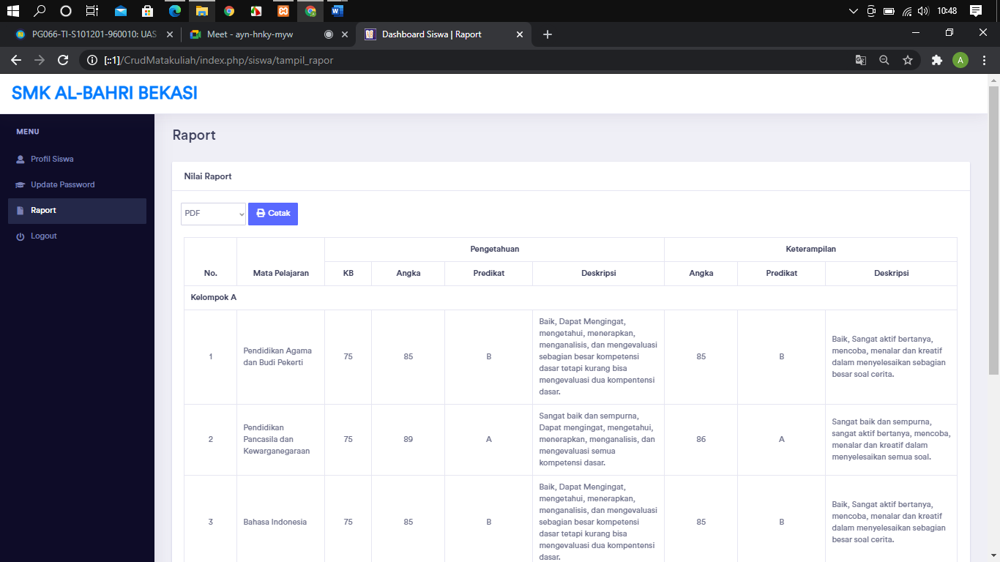 10:48
PG066-TI-S101201-960010: UAS
Meet - ayn-hnky-myw
Dashboard Siswa | Raport
[::1]/CrudMatakuliah/index.php/siswa/tampil_rapor
A
SMK AL-BAHRI BEKASI
MENU
Profil Siswa
Update Password
Raport
Logout
Raport
Nilai Raport
PDF
Cetak
Pengetahuan
Keterampilan
No.
Mata Pelajaran
KB
Angka
Predikat
Deskripsi
Angka
Predikat
Deskripsi
Kelompok A
1
Pendidikan Agama
dan Budi Pekerti
75
85
B
Baik, Dapat Mengingat,
mengetahui, menerapkan,
menganalisis, dan mengevaluasi
sebagian besar kompetensi
dasar tetapi kurang bisa
mengevaluasi dua kompentensi
dasar.
85
B
Baik, Sangat aktif bertanya,
mencoba, menalar dan kreatif
dalam menyelesaikan sebagian
besar soal cerita.
2
Pendidikan
Pancasila dan
Kewarganegaraan
75
89
A
Sangat baik dan sempurna,
Dapat mengingat, mengetahui,
menerapkan, menganalisis, dan
mengevaluasi semua
kompetensi dasar.
86
A
Sangat baik dan sempurna,
sangat aktif bertanya, mencoba,
menalar dan kreatif dalam
menyelesaikan semua soal.
3
Bahasa Indonesia
75
85
B
Baik, Dapat Mengingat,
mengetahui, menerapkan,
menganalisis, dan mengevaluasi
sebagian besar kompetensi
dasar tetapi kurang bisa
mengevaluasi dua kompentensi
dasar.
85
B
Baik, Sangat aktif bertanya,
mencoba, menalar dan kreatif
dalam menyelesaikan sebagian
besar soal cerita.